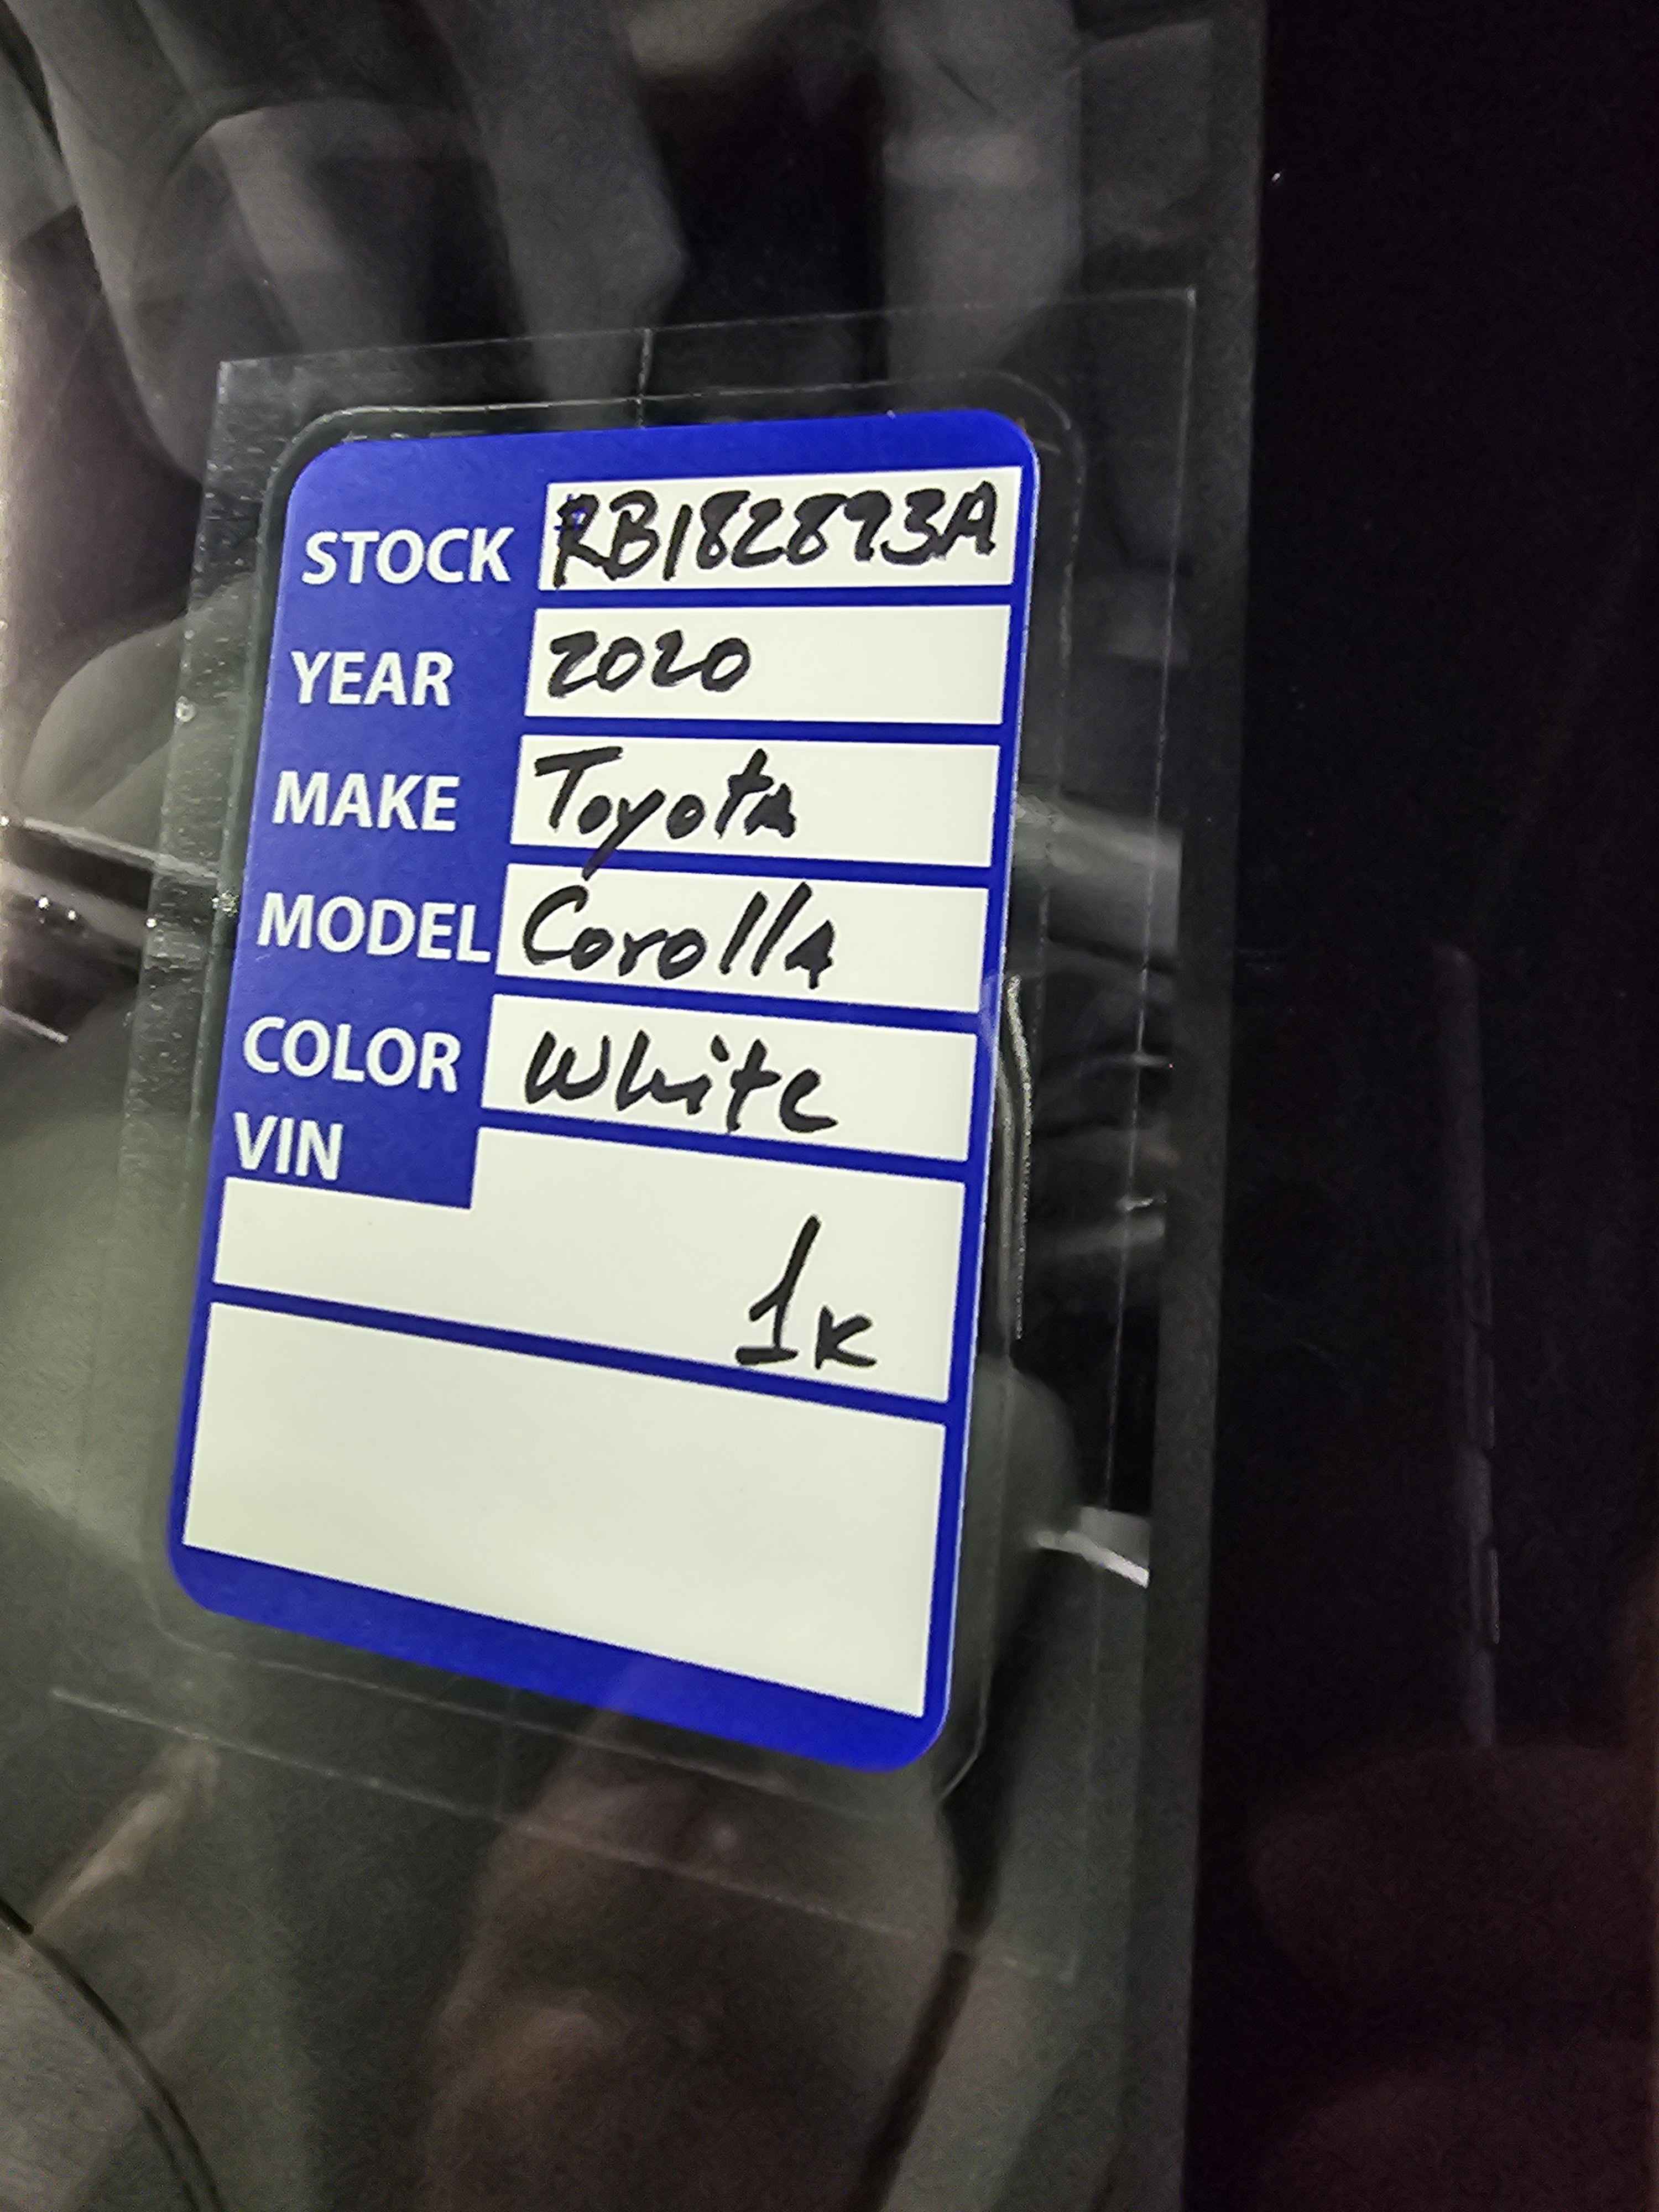 STOCK RB182893A
YEAR 2020
MAKE Toyota
MODEL Corolla
COLOR White
VIN
1K